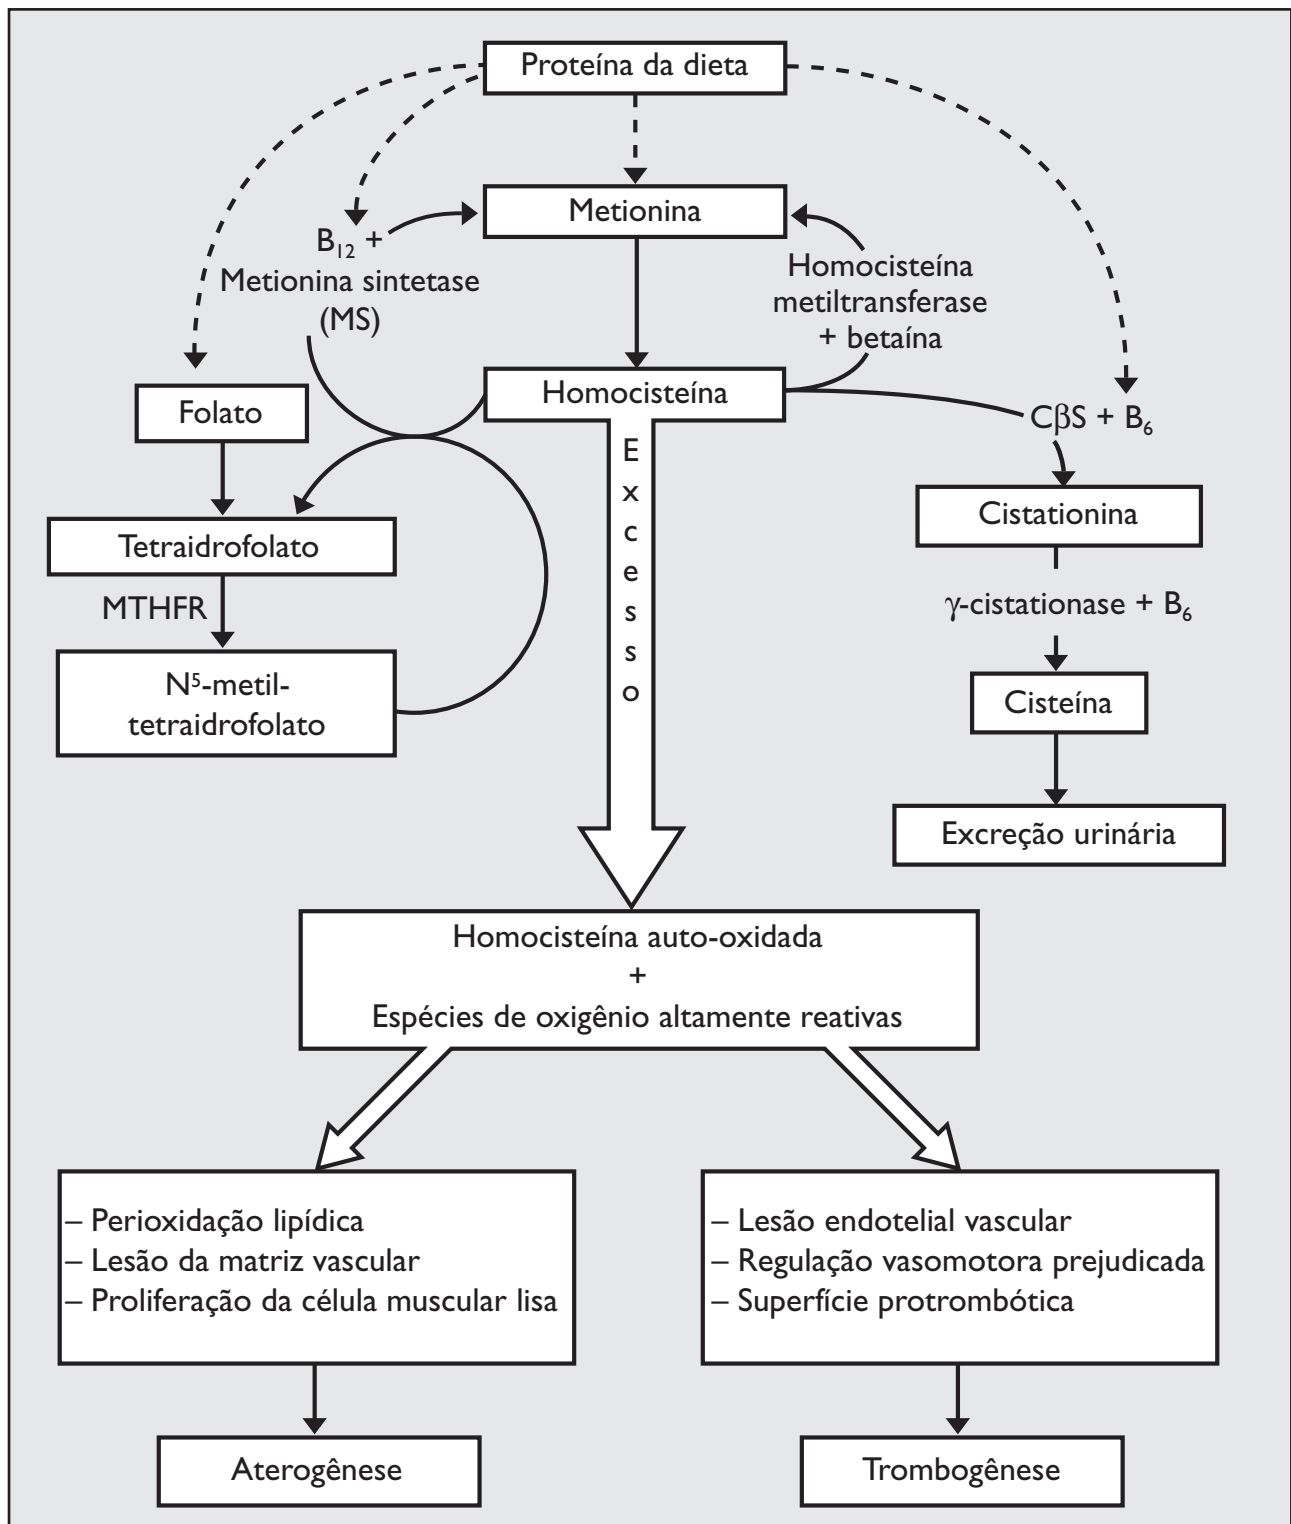 Proteína da dieta
Metionina
B₁₂ +
Metionina sintetase
(MS)
Homocisteína
metiltransferase
+ betaína
Folato
Homocisteína
CβS + B₆
Excesso
Tetraidrofolato
MTHFR
N⁵-metil-
tetraidrofolato
Cistationina
γ-cistationase + B₆
Cisteína
Excreção urinária
Homocisteína auto-oxidada
+
Espécies de oxigênio altamente reativas
– Perioxidação lipídica
– Lesão da matriz vascular
– Proliferação da célula muscular lisa
– Lesão endotelial vascular
– Regulação vasomotora prejudicada
– Superfície protrombótica
Aterogênese
Trombogênese